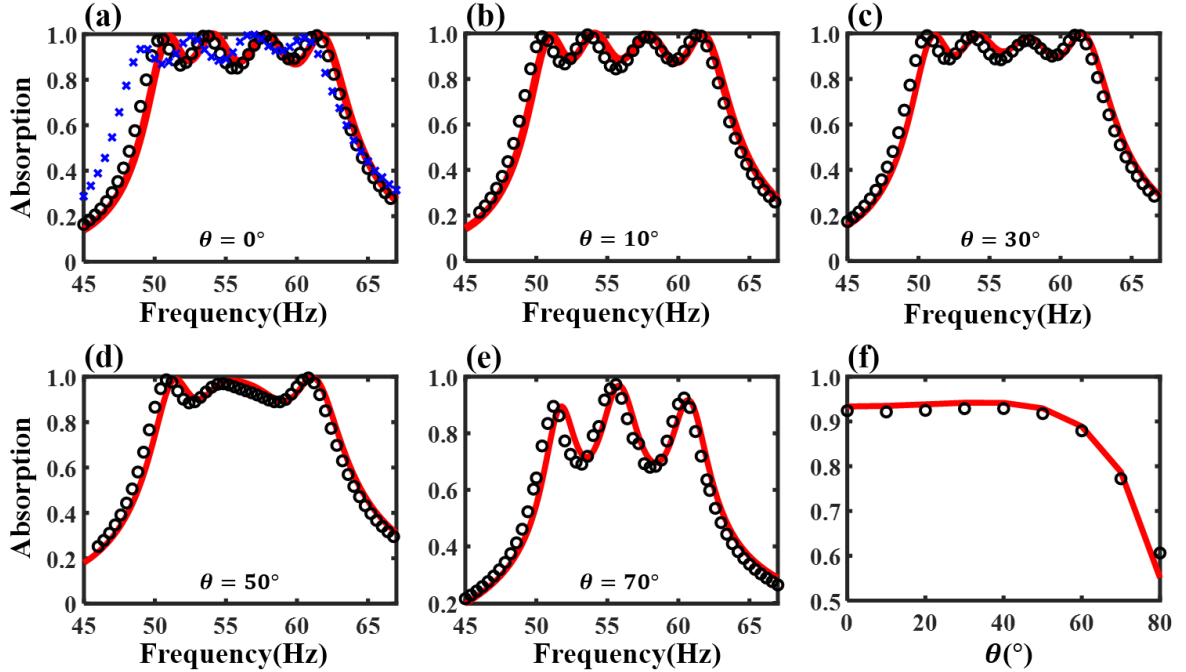 (a)
(b)
(c)
Absorption
1.0
0.8
0.6
0.4
0.2
0
θ = 0°
45 50 55 60 65
Frequency(Hz)
1.0
0.8
0.6
0.4
0.2
0
θ = 10°
45 50 55 60 65
Frequency(Hz)
1.0
0.8
0.6
0.4
0.2
0
θ = 30°
45 50 55 60 65
Frequency(Hz)
(d)
(e)
(f)
Absorption
1.0
0.8
0.6
0.4
0.2
0
θ = 50°
45 50 55 60 65
Frequency(Hz)
1.0
0.8
0.6
0.4
0.2
θ = 70°
45 50 55 60 65
Frequency(Hz)
1.0
0.9
0.8
0.7
0.6
0.5
0 20 40 60 80
θ(°)